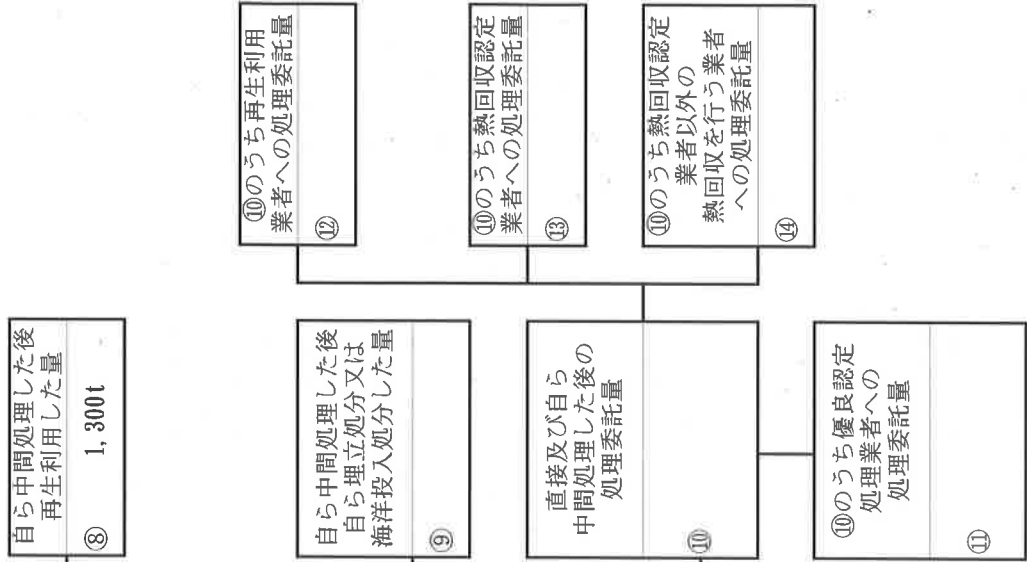 自ら中間処理した後
再生利用した量
⑧ 1,300t
自ら中間処理した後
自ら埋立処分又は
海洋投入処分した量
⑨
直接及び自ら
中間処理した後の
処理委託量
⑩
⑩のうち優良認定
処理業者への
処理委託量
⑪
⑩のうち再生利用
業者への処理委託量
⑫
⑩のうち熱回収認定
業者への処理委託量
⑬
⑩のうち熱回収認定
業者以外の
熱回収を行う業者
への処理委託量
⑭